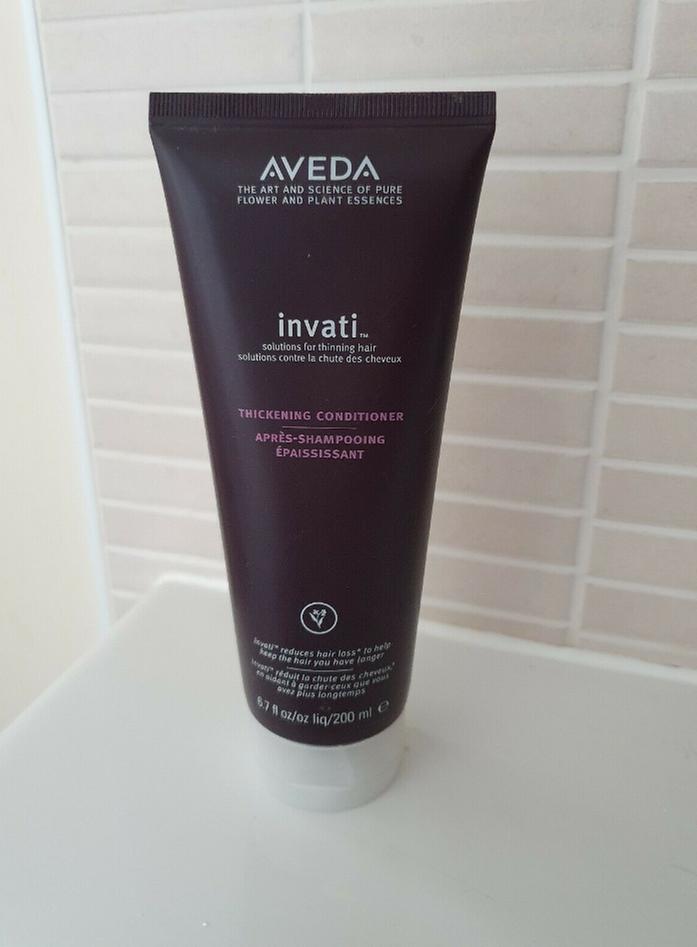 AVEDA
THE ART AND SCIENCE OF PURE
FLOWER AND PLANT ESSENCES
invati™
solutions for thinning hair
solutions contre la chute des cheveux
THICKENING CONDITIONER
APRÈS-SHAMPOOING
ÉPAISSISSANT
invati™ reduces hair loss* to help
keep the hair you have longer
invati™ réduit la chute des cheveux,*
en aidant à garder ceux que vous
avez plus longtemps
6.7 fl oz/oz liq/200 ml ℮